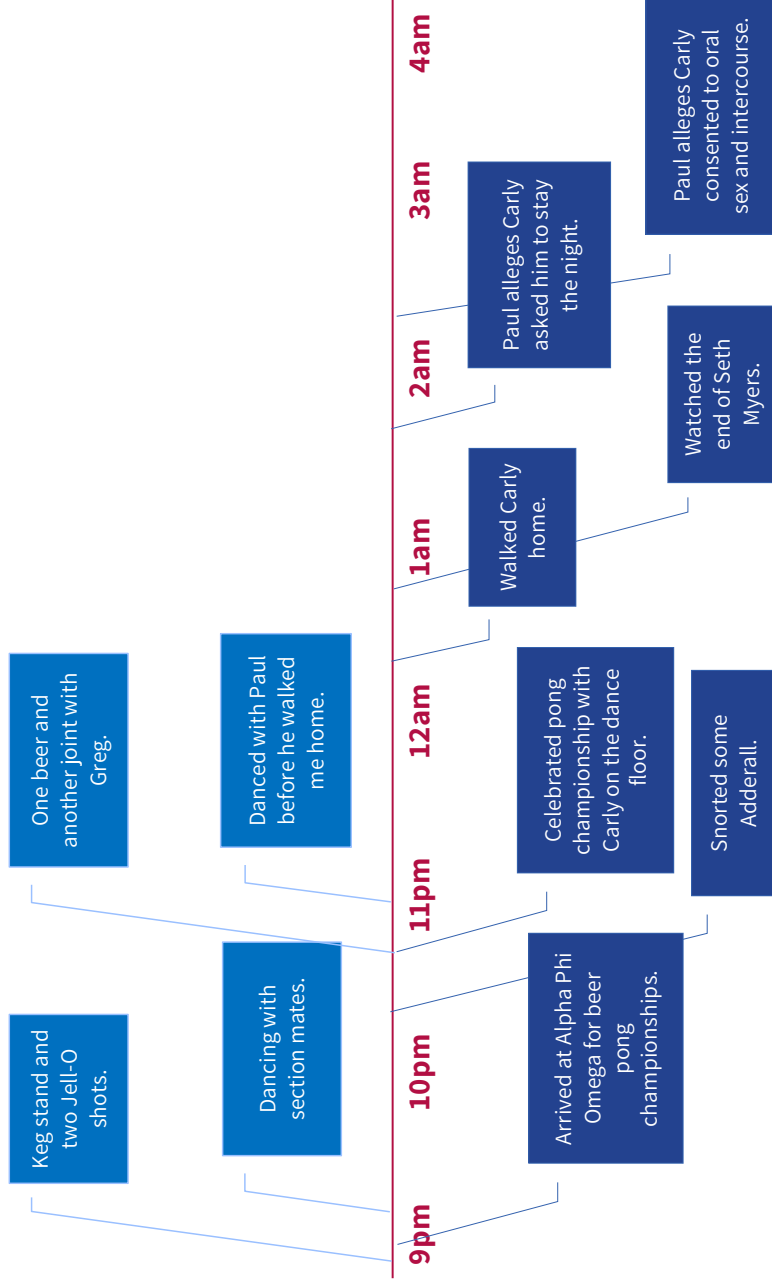 Keg stand and
two Jell-O
shots.
One beer and
another joint with
Greg.
Dancing with
section mates.
Danced with Paul
before he walked
me home.
9pm
10pm
11pm
12am
1am
2am
3am
4am
Arrived at Alpha Phi
Omega for beer
pong
championships.
Celebrated pong
championship with
Carly on the dance
floor.
Walked Carly
home.
Paul alleges Carly
asked him to stay
the night.
Snorted some
Adderall.
Watched the
end of Seth
Myers.
Paul alleges Carly
consented to oral
sex and intercourse.